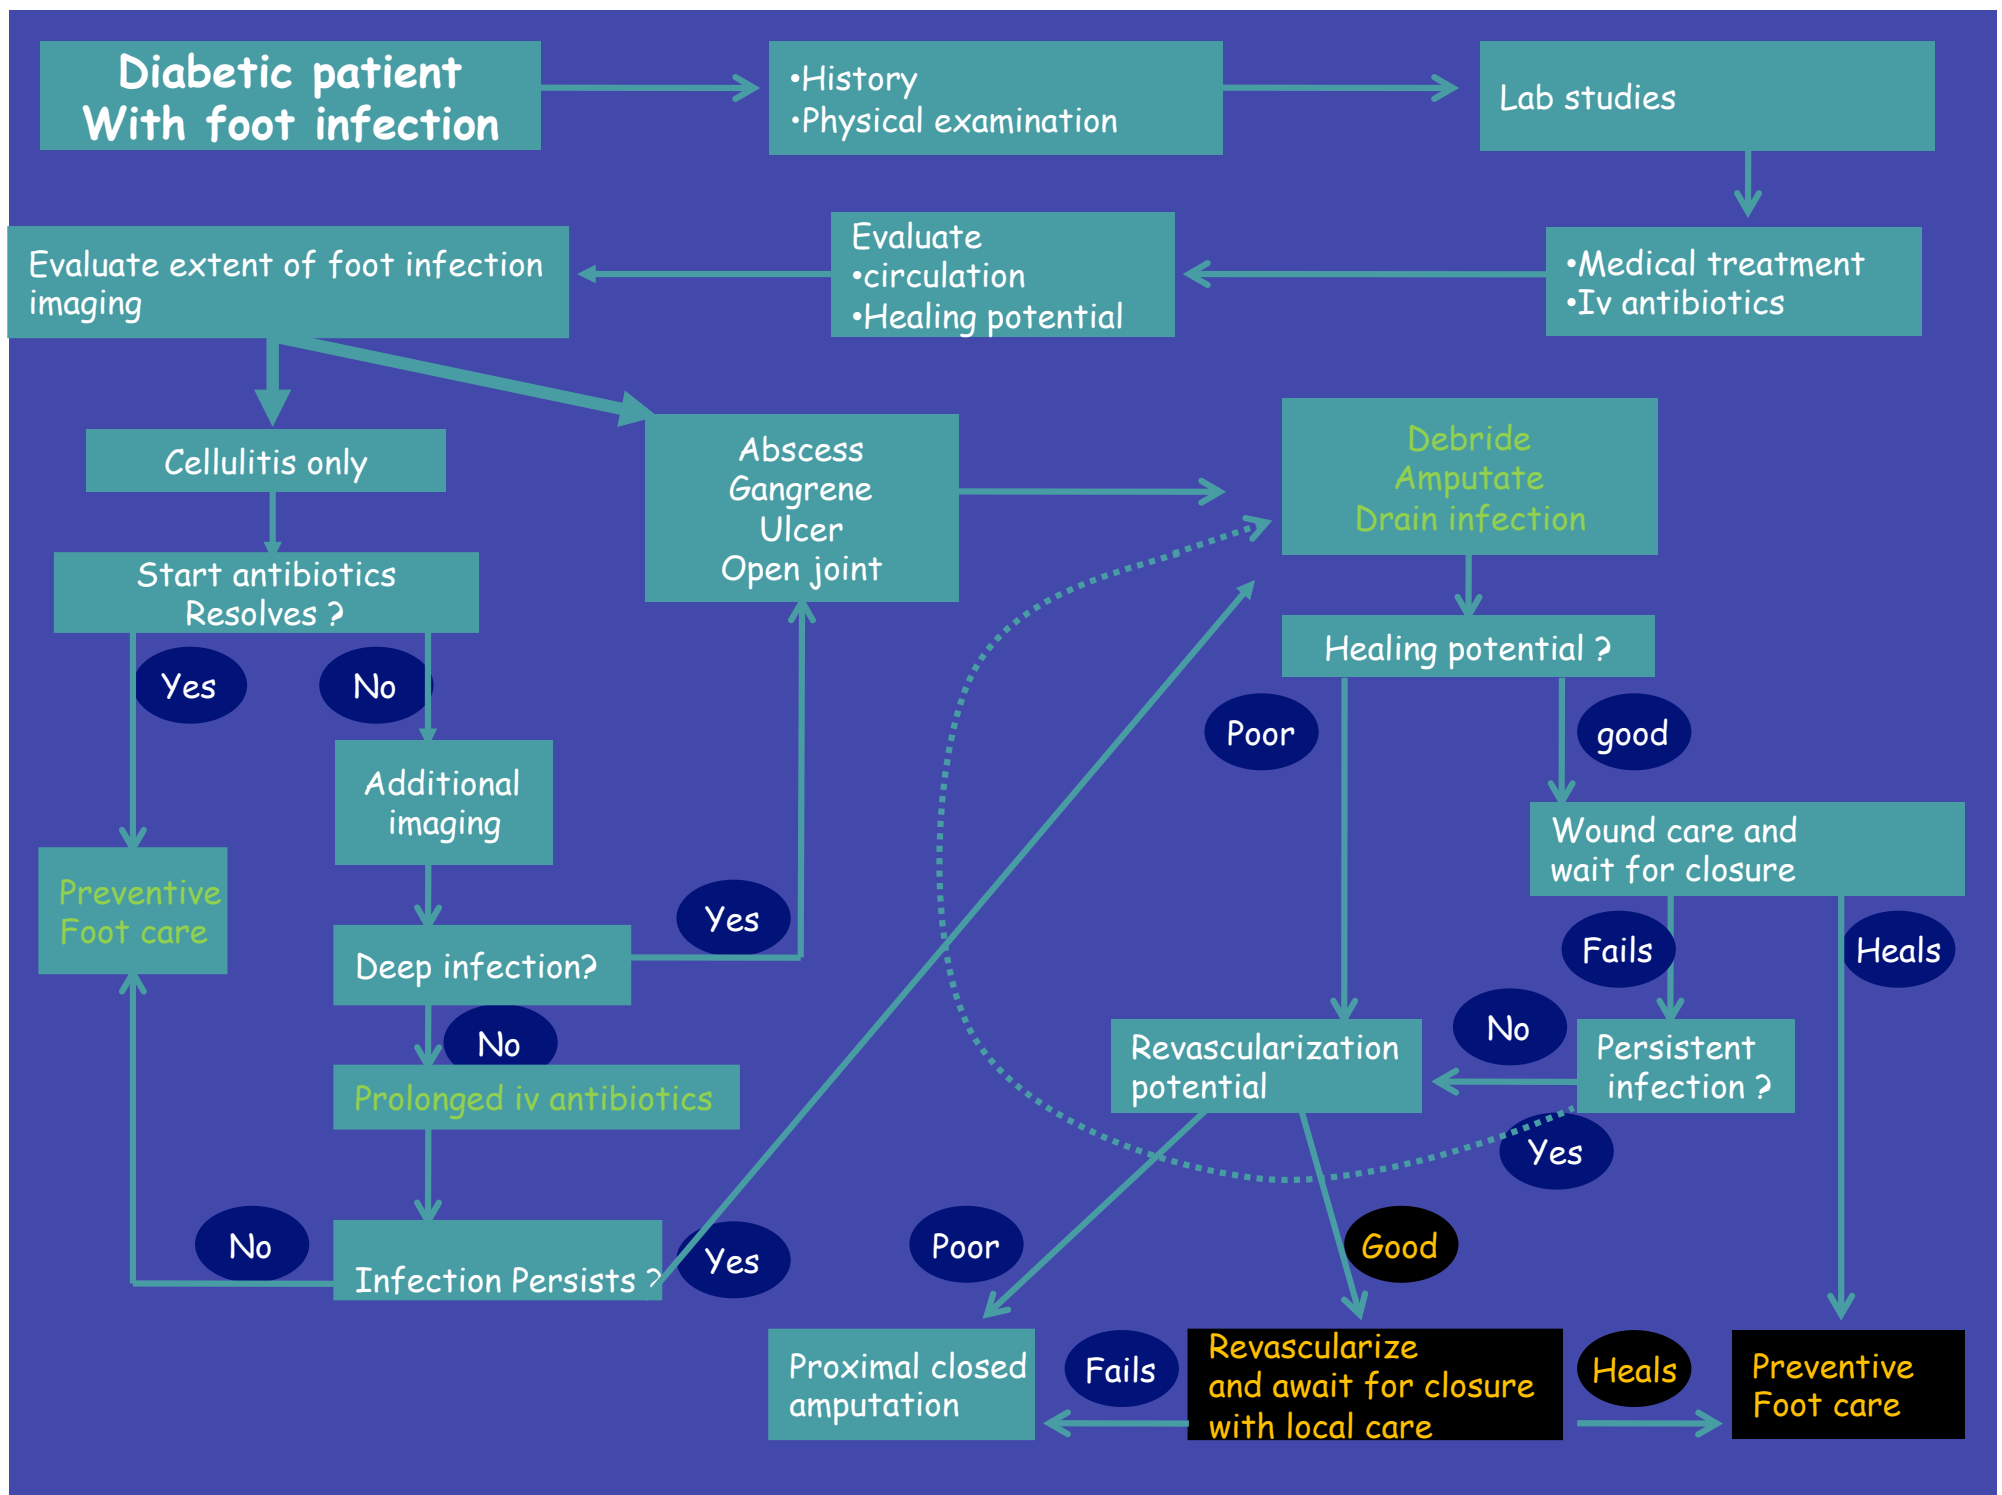 Diabetic patient
With foot infection
•History
•Physical examination
Lab studies
Evaluate extent of foot infection
imaging
Evaluate
•circulation
•Healing potential
•Medical treatment
•Iv antibiotics
Cellulitis only
Abscess
Gangrene
Ulcer
Open joint
Debride
Amputate
Drain infection
Start antibiotics
Resolves ?
Healing potential ?
Yes
No
Poor
good
Additional
imaging
Wound care and
wait for closure
Preventive
Foot care
Yes
Deep infection?
Fails
Heals
No
No
Revascularization
potential
Persistent
infection ?
Prolonged iv antibiotics
Yes
No
Infection Persists ?
Yes
Poor
Good
Proximal closed
amputation
Fails
Revascularize
and await for closure
with local care
Heals
Preventive
Foot care